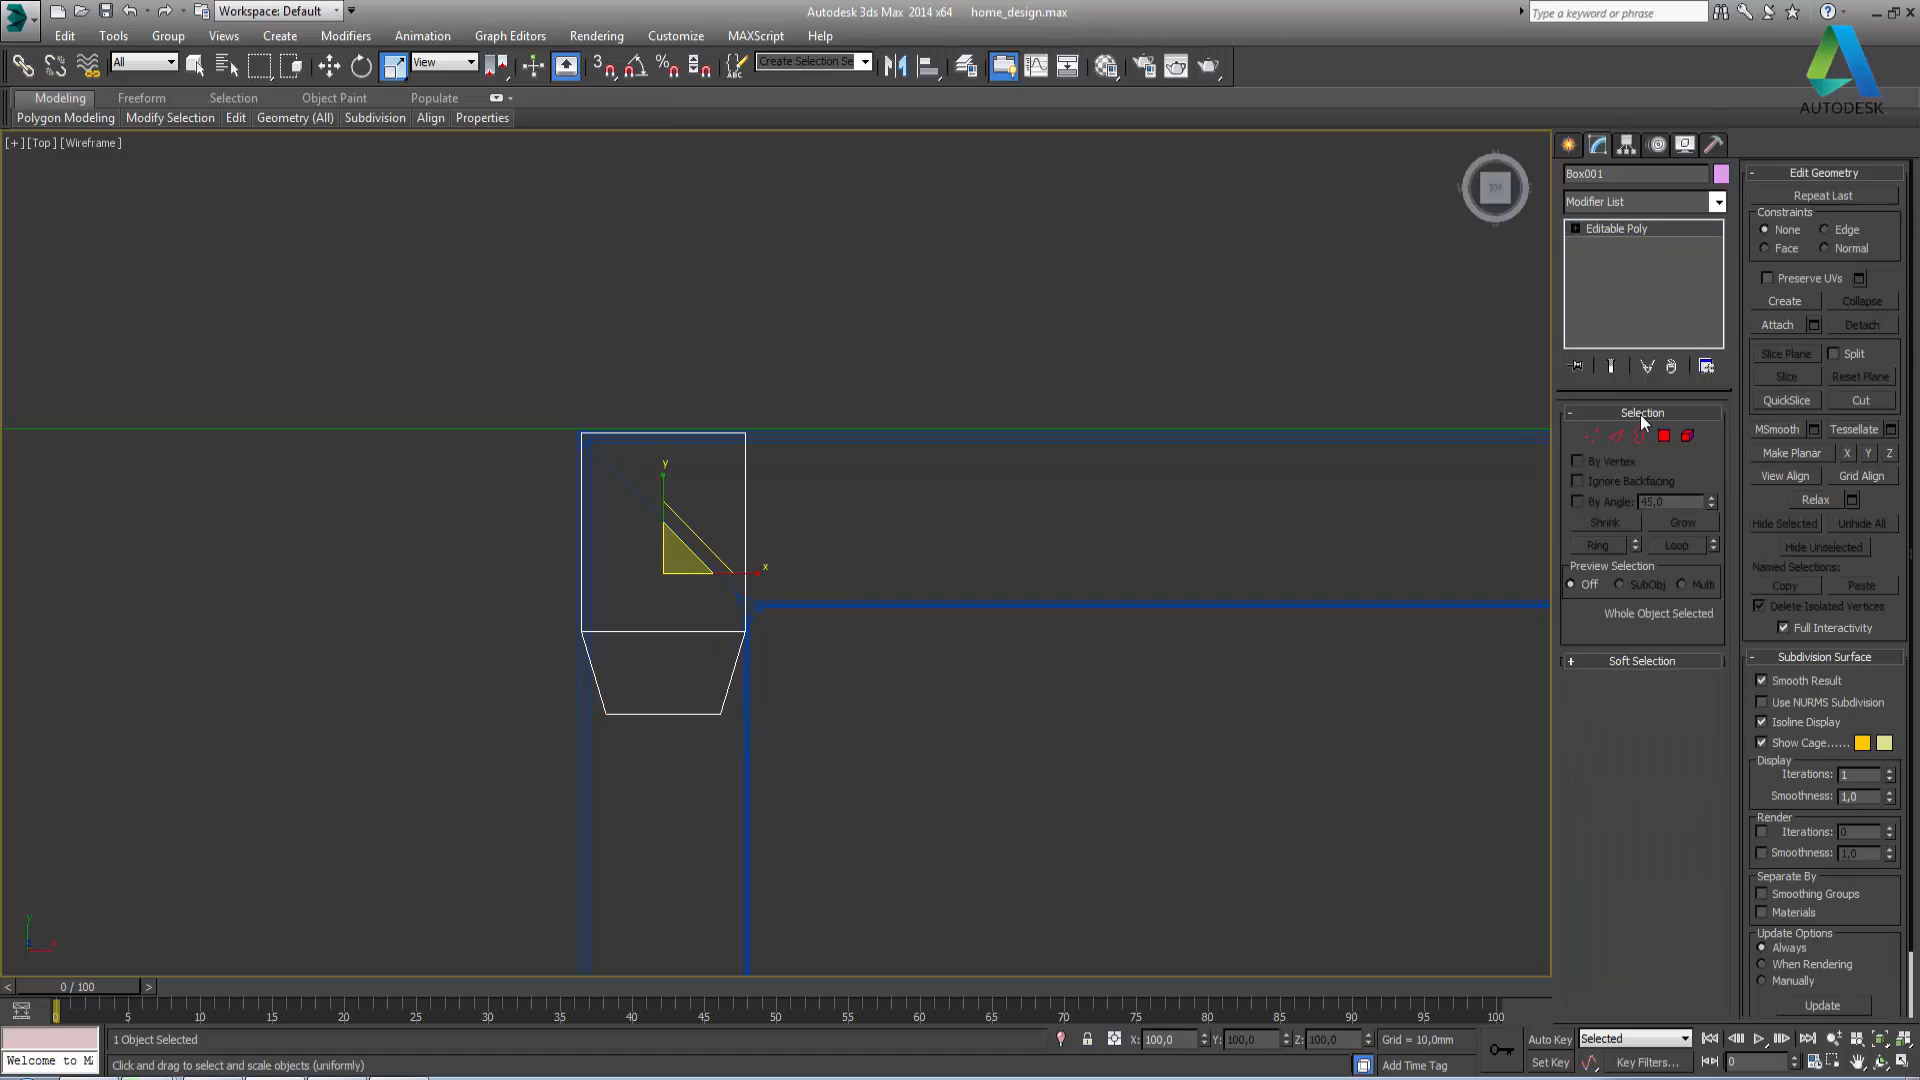 Workspace: Default
Autodesk 3ds Max 2014 x64 home_design.max
Type a keyword or phrase
Edit Tools Group Views Create Modifiers Animation Graph Editors Rendering Customize MAXScript Help
All
View
3
ABC
Create Selection Se
AUTODESK
Modeling Freeform Selection Object Paint Populate
Polygon Modeling Modify Selection Edit Geometry (All) Subdivision Align Properties
[+] [Top] [Wireframe]
TOP
y
x
Box001
Modifier List
Editable Poly
Selection
By Vertex
Ignore Backfacing
By Angle: 45,0
Shrink Grow
Ring Loop
Preview Selection
Off SubObj Multi
Whole Object Selected
Soft Selection
Edit Geometry
Repeat Last
Constraints
None Edge
Face Normal
Preserve UVs
Create Collapse
Attach Detach
Slice Plane Split
Slice Reset Plane
QuickSlice Cut
MSmooth Tessellate
Make Planar X Y Z
View Align Grid Align
Relax
Hide Selected Unhide All
Hide Unselected
Named Selections:
Copy Paste
Delete Isolated Vertices
Full Interactivity
Subdivision Surface
Smooth Result
Use NURMS Subdivision
Isoline Display
Show Cage......
Display
Iterations: 1
Smoothness: 1,0
Render
Iterations: 0
Smoothness: 1,0
Separate By
Smoothing Groups
Materials
Update Options
Always
When Rendering
Manually
Update
y
x
< 0 / 100 >
0 5 10 15 20 25 30 35 40 45 50 55 60 65 70 75 80 85 90 95 100
1 Object Selected X: 100,0 Y: 100,0 Z: 100,0 Grid = 10,0mm Auto Key Selected
Welcome to M
Click and drag to select and scale objects (uniformly) Add Time Tag Set Key Key Filters... 0